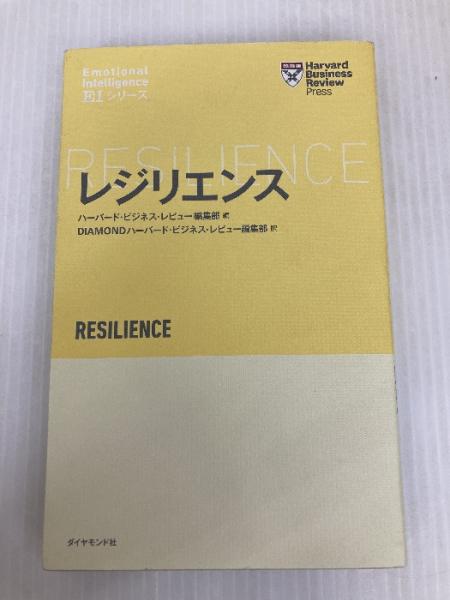 Emotional
Intelligence
EIシリーズ
Harvard
Business
Review
Press
RESILIENCE
レジリエンス
ハーバード・ビジネス・レビュー編集部 編
DIAMONDハーバード・ビジネス・レビュー編集部 訳
RESILIENCE
ダイヤモンド社